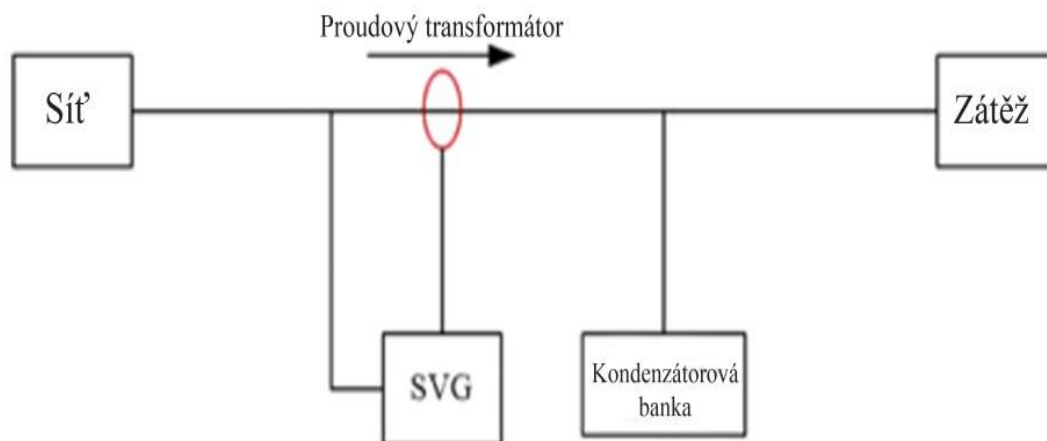 Proudový transformátor
Síť
Zátěž
SVG
Kondenzátorová
banka